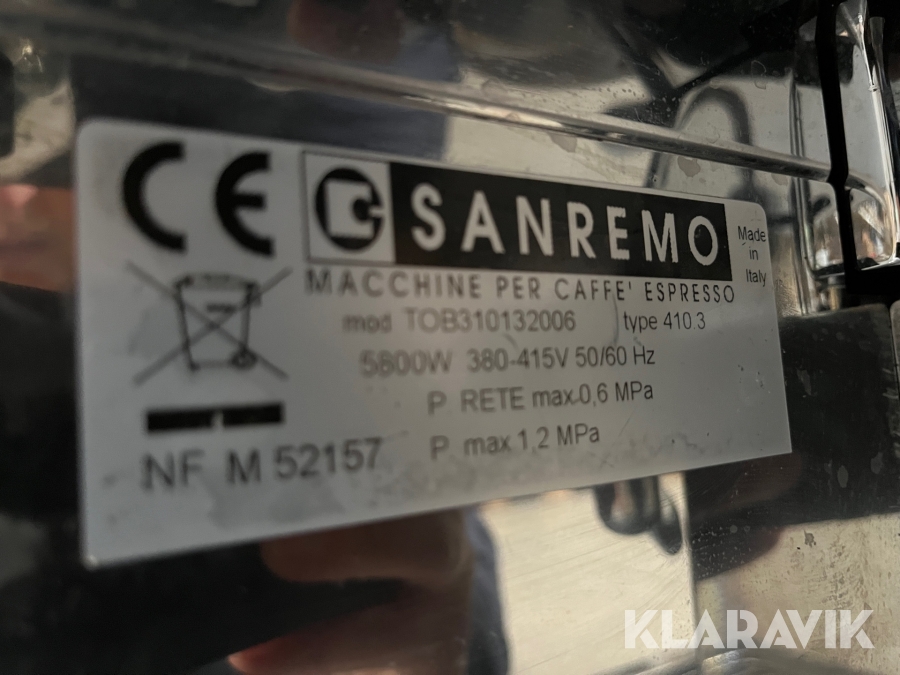 CE
SANREMO
Made
in
Italy
MACCHINE PER CAFFE' ESPRESSO
mod TOB310132006 type 410.3
5800W 380-415V 50/60 Hz
P RETE max.0,6 MPa
P max 1,2 MPa
NF M 52157
KLARAVIK